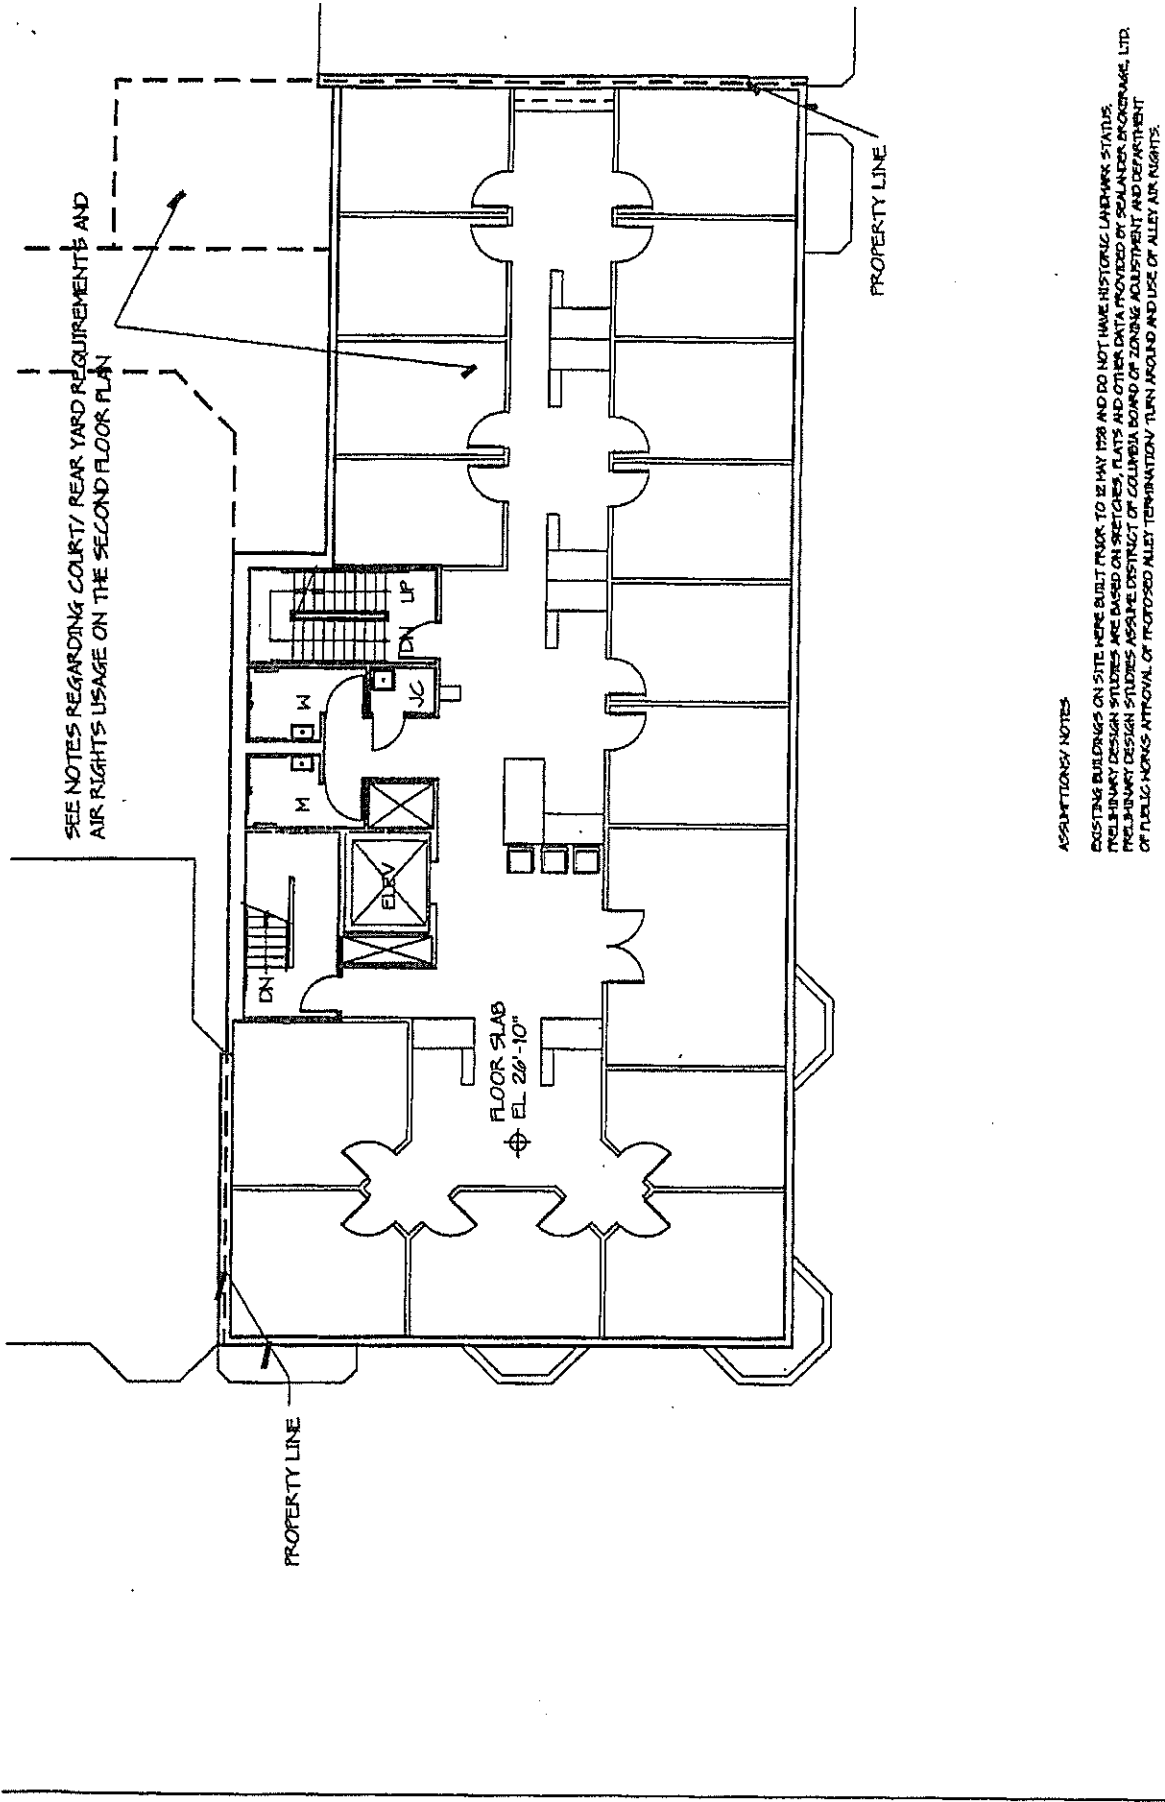 SEE NOTES REGARDING COURT/ REAR YARD REQUIREMENTS AND
AIR RIGHTS USAGE ON THE SECOND FLOOR PLAN
PROPERTY LINE
DN
UP
W
JC
M
ELEV
DN
FLOOR SLAB
EL 26'-10"
PROPERTY LINE
ASSUMPTIONS/ NOTES
EXISTING BUILDINGS ON SITE WERE BUILT PRIOR TO 12 MAY 1958 AND DO NOT HAVE HISTORIC LANDMARK STATUS.
PRELIMINARY DESIGN STUDIES ARE BASED ON SKETCHES, PLATS AND OTHER DATA PROVIDED BY SEALANDER BROKERAGE, LTD.
PRELIMINARY DESIGN STUDIES ASSUME DISTRICT OF COLUMBIA BOARD OF ZONING ADJUSTMENT AND DEPARTMENT
OF PUBLIC WORKS APPROVAL OF PROPOSED ALLEY TERMINATION/ TURN AROUND AND USE OF ALLEY AIR RIGHTS.